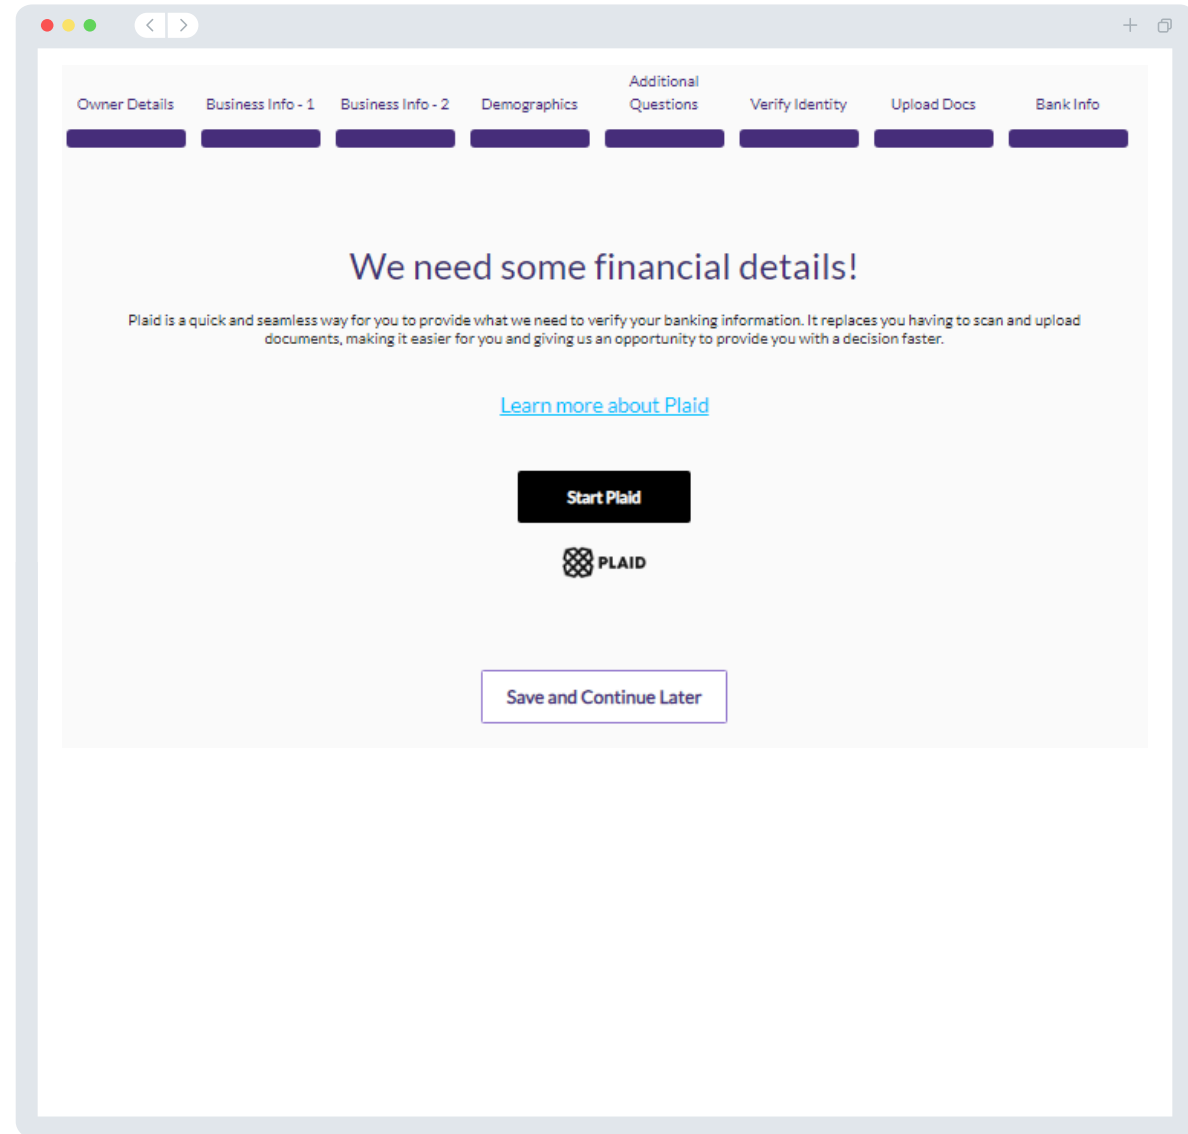 Owner Details
Business Info - 1
Business Info - 2
Demographics
Additional
Questions
Verify Identity
Upload Docs
Bank Info
We need some financial details!
Plaid is a quick and seamless way for you to provide what we need to verify your banking information. It replaces you having to scan and upload
documents, making it easier for you and giving us an opportunity to provide you with a decision faster.
Learn more about Plaid
Start Plaid
PLAID
Save and Continue Later